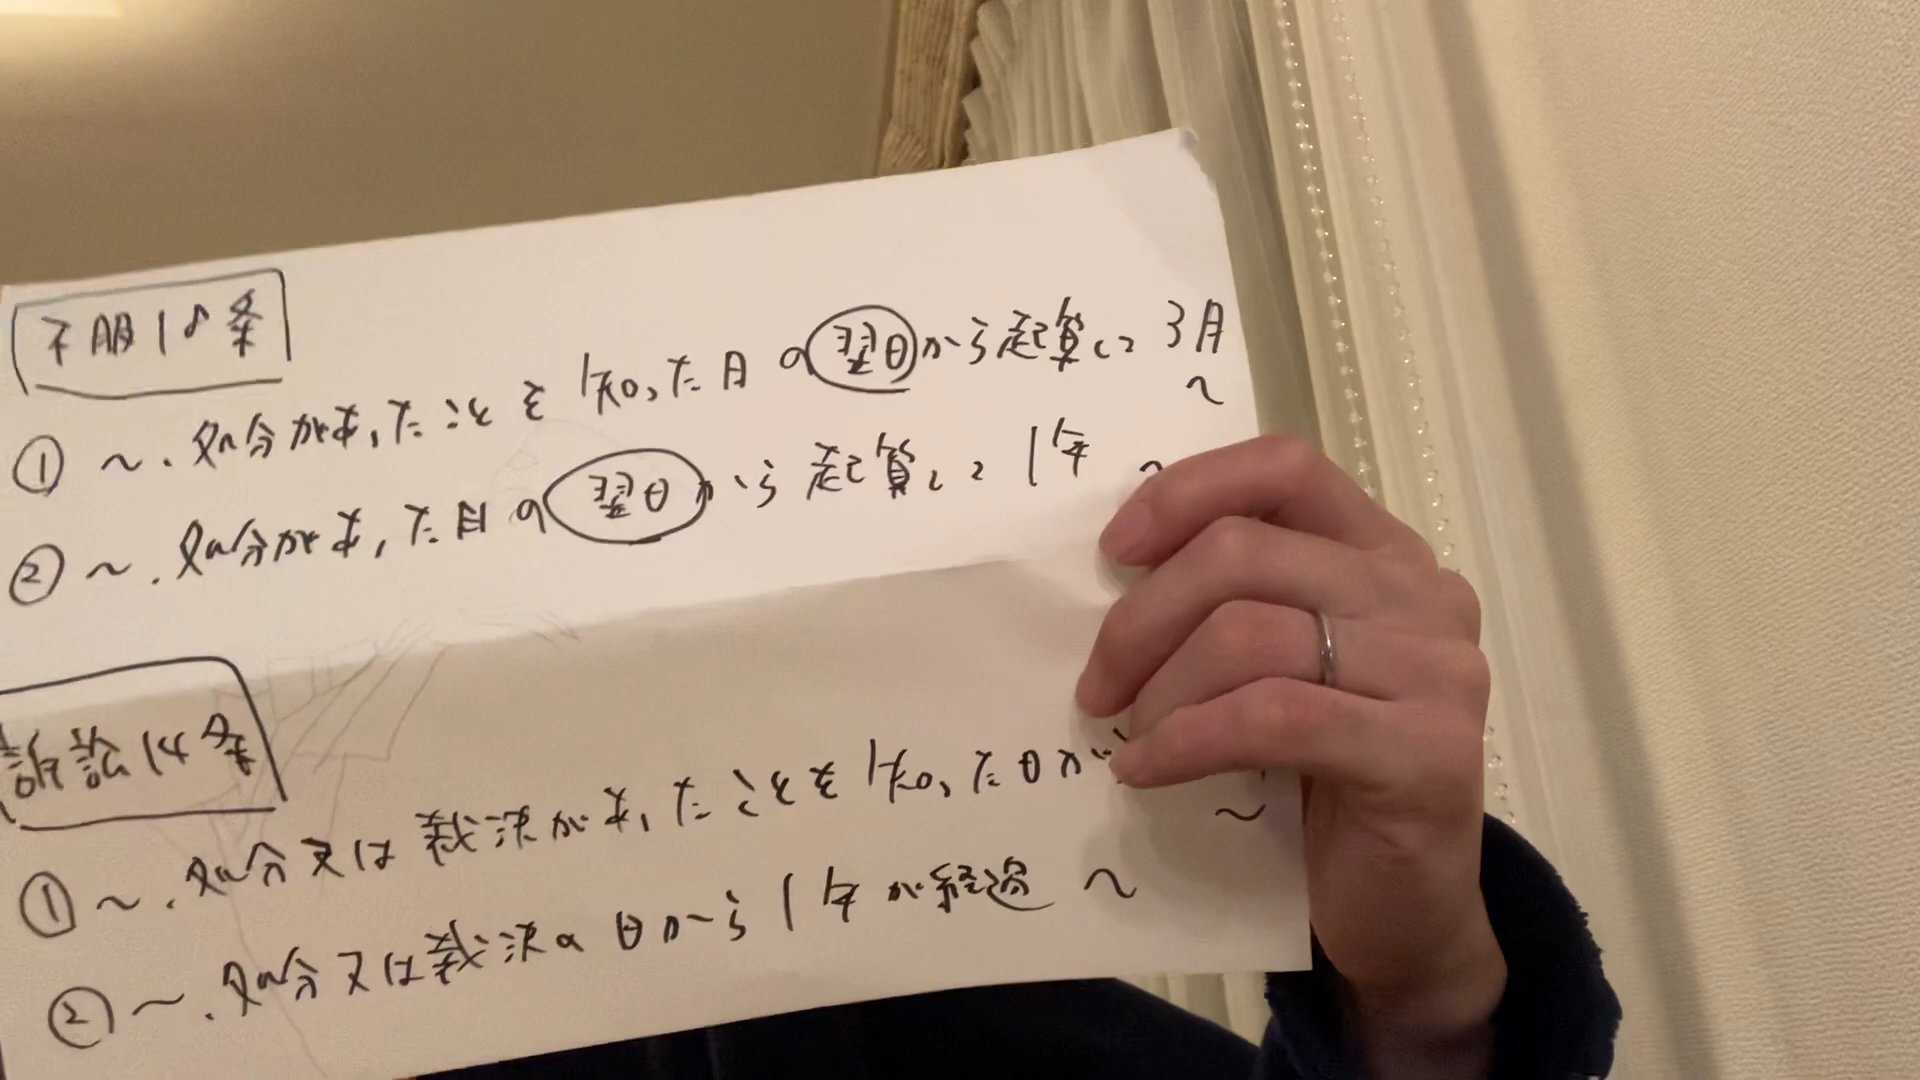 不服18条
① 〜、処分があったことを知った日の翌日から起算して3月〜
② 〜、処分があった日の翌日から起算して1年〜
訴訟14条
① 〜、処分又は裁決があったことを知った日か 〜
② 〜、処分又は裁決の日から1年が経過〜